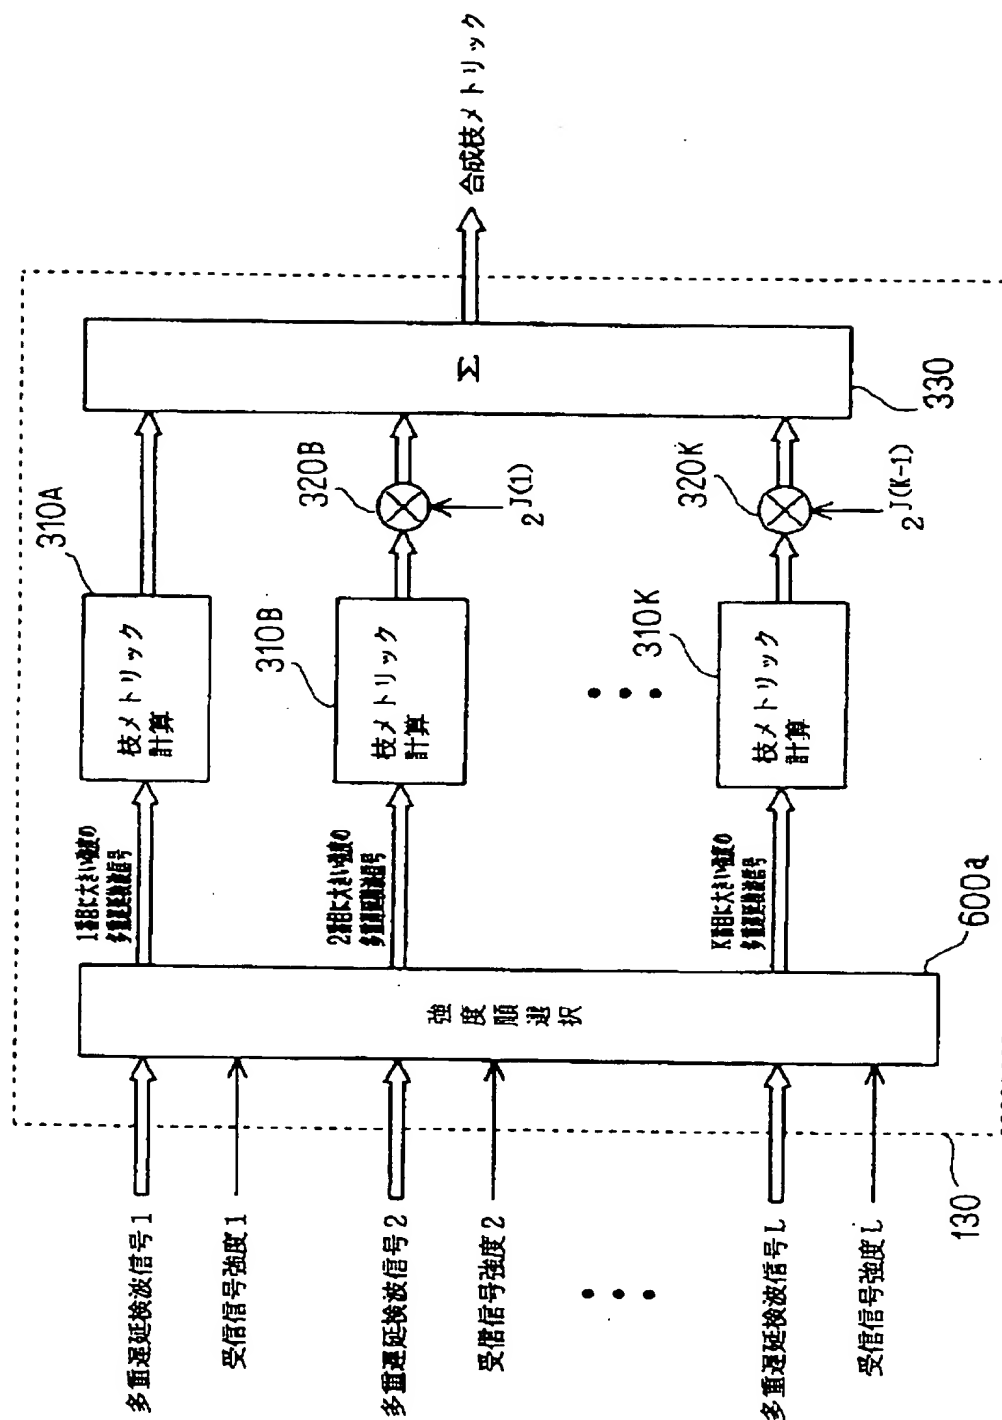 多重遅延検波信号1
受信信号強度1
多重遅延検波信号2
受信信号強度2
多重遅延検波信号L
受信信号強度L
130
強度順選択
600a
1番目に大きい強度の
多重遅延検波信号
2番目に大きい強度の
多重遅延検波信号
K番目に大きい強度の
多重遅延検波信号
枝メトリック
計算
310A
枝メトリック
計算
310B
枝メトリック
計算
310K
320B
2^J(1)
320K
2^J(K-1)
Σ
330
合成枝メトリック